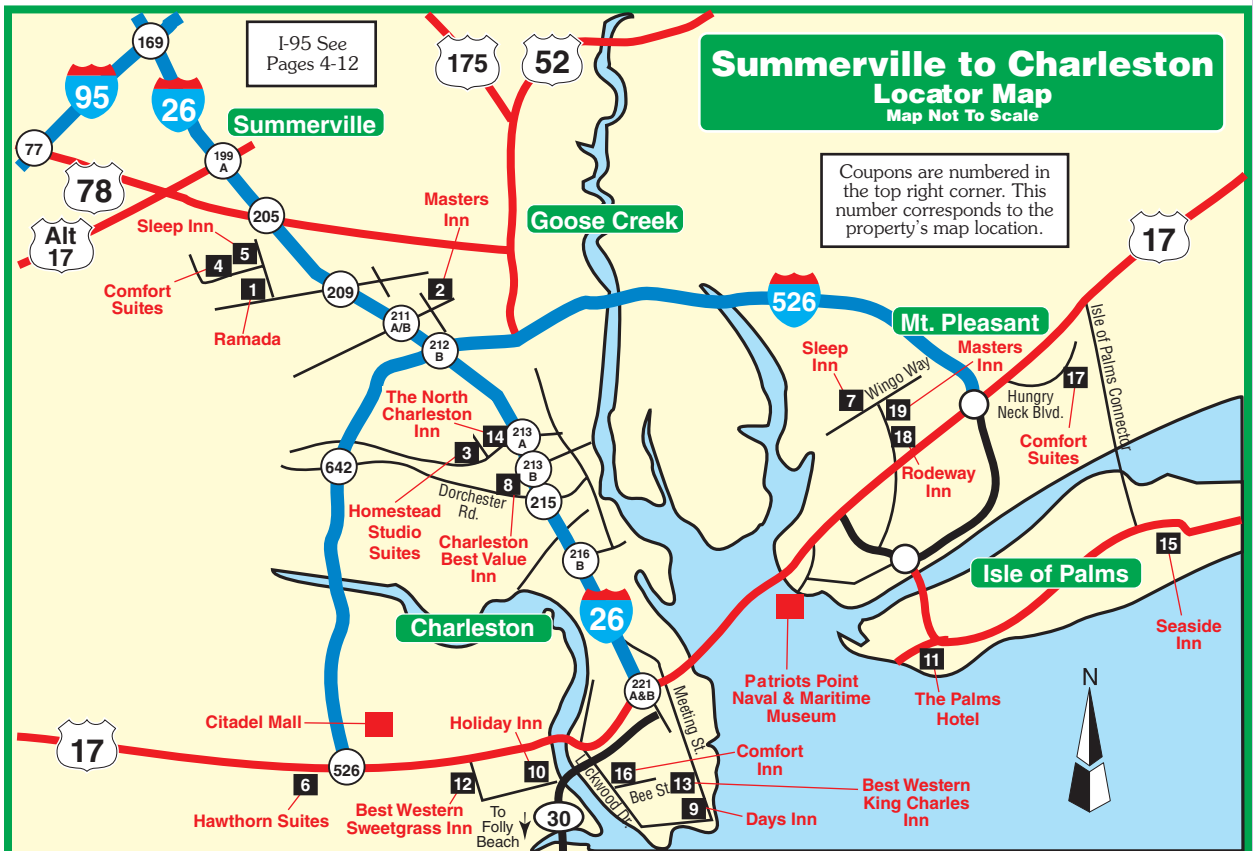 169
I-95 See
Pages 4-12
175
52
Summerville to Charleston
Locator Map
Map Not To Scale
95
26
Summerville
77
199
A
78
205
Coupons are numbered in
the top right corner. This
number corresponds to the
property's map location.
Alt
17
Sleep Inn
5
4
Comfort
Suites
1
Ramada
209
Masters
Inn
2
211
A/B
212
B
Goose Creek
17
526
Mt. Pleasant
Isle of Palms Connector
Sleep
Inn
7
Wingo Way
Masters
Inn
19
18
Rodeway
Inn
17
Hungry
Neck Blvd.
Comfort
Suites
The North
Charleston
Inn
14
213
A
3
213
B
8
215
642
Dorchester
Rd.
Homestead
Studio
Suites
Charleston
Best Value
Inn
216
B
26
Charleston
Isle of Palms
15
Seaside
Inn
11
The Palms
Hotel
Patriots Point
Naval & Maritime
Museum
N
221
A&B
Meeting St.
Citadel Mall
17
526
6
Hawthorn Suites
Holiday Inn
10
12
Best Western
Sweetgrass Inn
To
Folly
Beach
30
Lockwood Dr.
16
Comfort
Inn
Bee St.
13
Best Western
King Charles
Inn
9
Days Inn